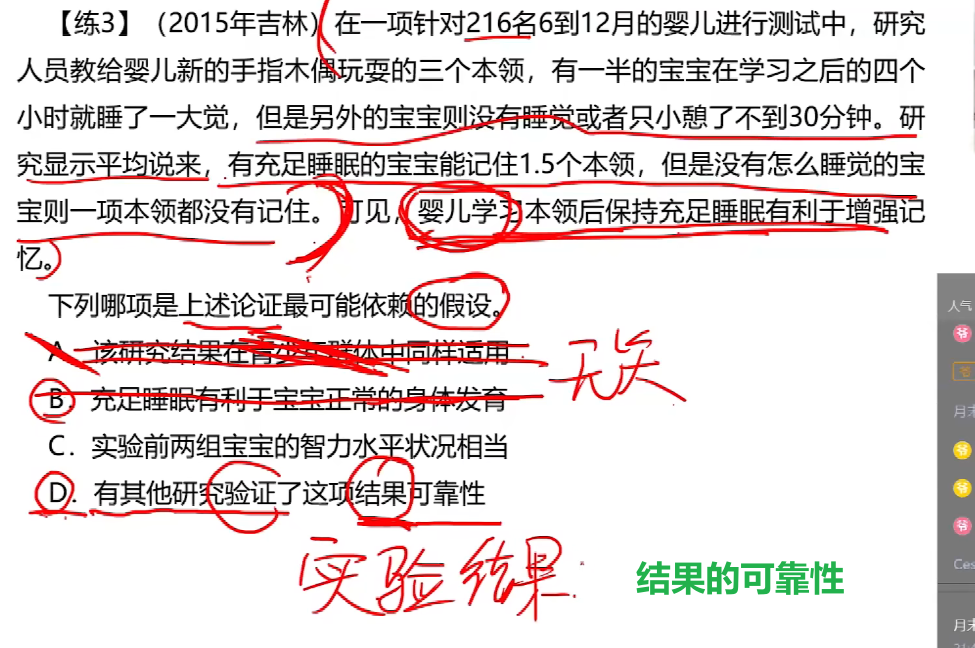 【练3】（2015年吉林）在一项针对216名6到12月的婴儿进行测试中，研究
人员教给婴儿新的手指木偶玩耍的三个本领，有一半的宝宝在学习之后的四个
小时就睡了一大觉，但是另外的宝宝则没有睡觉或者只小憩了不到30分钟。研
究显示平均说来，有充足睡眠的宝宝能记住1.5个本领，但是没有怎么睡觉的宝
宝则一项本领都没有记住。可见，婴儿学习本领后保持充足睡眠有利于增强记
忆。
下列哪项是上述论证最可能依赖的假设。
A．该研究结果在青少年群体中同样适用
无关
B．充足睡眠有利于宝宝正常的身体发育
C．实验前两组宝宝的智力水平状况相当
D．有其他研究验证了这项结果可靠性
实验结果
结果的可靠性
人气
爷
月末
爷
爷
爷
Ces
月末